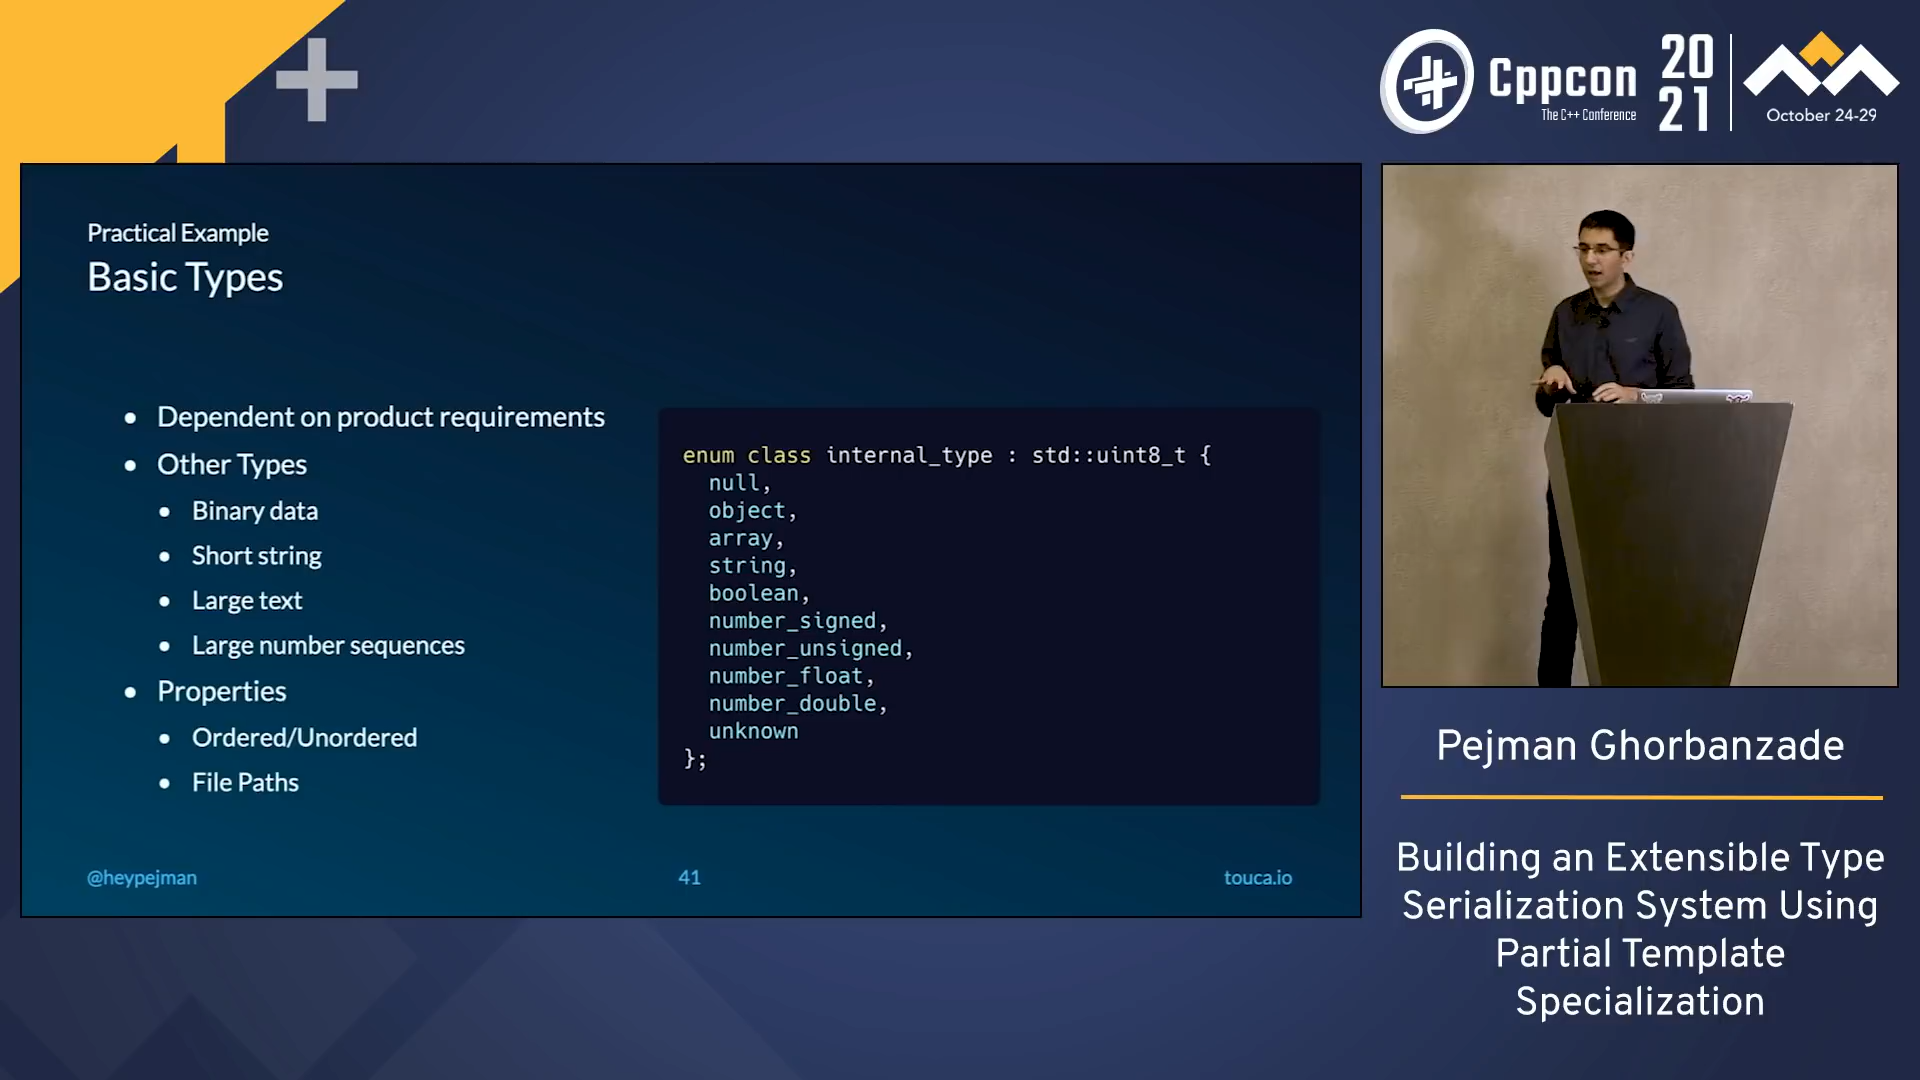 Cppcon
The C++ Conference
20
21
October 24-29
Practical Example
Basic Types
• Dependent on product requirements
• Other Types
• Binary data
• Short string
• Large text
• Large number sequences
• Properties
• Ordered/Unordered
• File Paths
enum class internal_type : std::uint8_t {
  null,
  object,
  array,
  string,
  boolean,
  number_signed,
  number_unsigned,
  number_float,
  number_double,
  unknown
};
@heypejman
41
touca.io
Pejman Ghorbanzade
Building an Extensible Type
Serialization System Using
Partial Template
Specialization